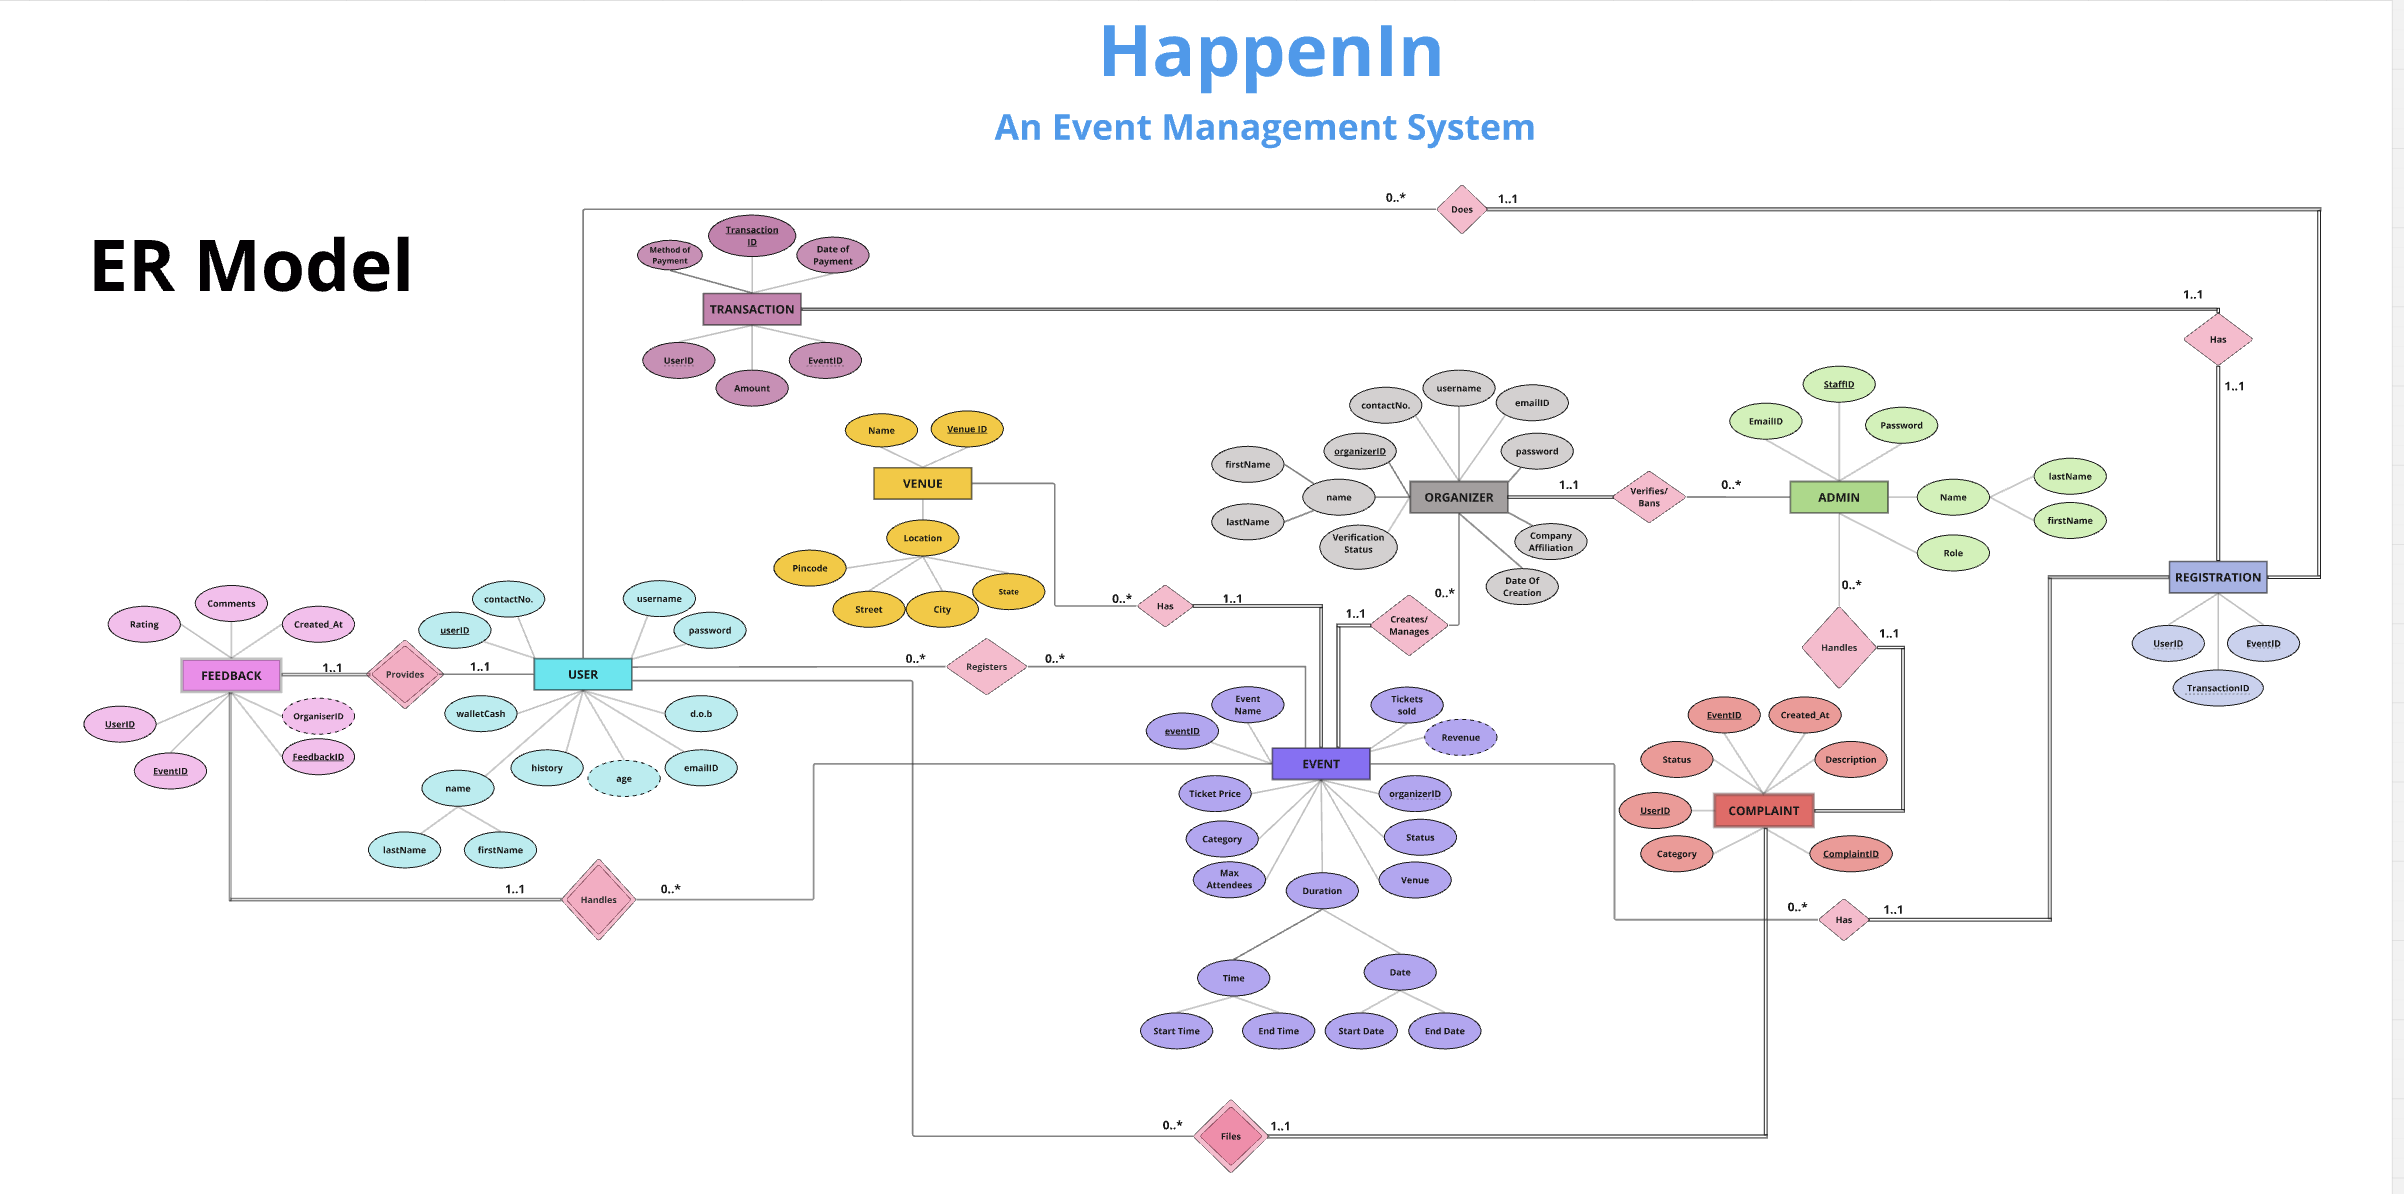 HappenIn
An Event Management System
ER Model
Does
0..*
1..1
Transaction
ID
Method of
Payment
Date of
Payment
TRANSACTION
UserID
Amount
EventID
1..1
Has
1..1
Name
Venue ID
VENUE
Location
Pincode
Street
City
State
contactNo.
username
emailID
organizerID
password
firstName
name
lastName
ORGANIZER
Verification
Status
Company
Affiliation
Date Of
Creation
1..1
Verifies/
Bans
0..*
StaffID
EmailID
Password
ADMIN
Name
lastName
firstName
Role
REGISTRATION
UserID
EventID
TransactionID
0..*
Has
1..1
0..*
Creates/
Manages
1..1
0..*
Handles
1..1
Comments
Rating
Created_At
FEEDBACK
OrganiserID
UserID
EventID
FeedbackID
1..1
Provides
1..1
contactNo.
userID
username
password
USER
walletCash
d.o.b
history
age
emailID
name
lastName
firstName
0..*
Registers
0..*
Event
Name
eventID
Tickets
sold
Revenue
EVENT
Ticket Price
organizerID
Category
Status
Max
Attendees
Duration
Venue
Time
Date
Start Time
End Time
Start Date
End Date
EventID
Created_At
Status
Description
UserID
COMPLAINT
Category
ComplaintID
1..1
Handles
0..*
0..*
Has
1..1
0..*
Files
1..1